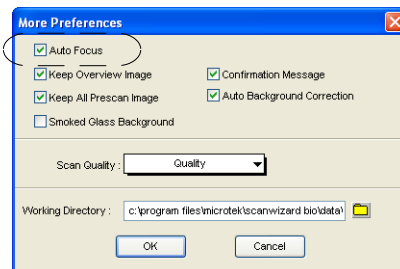 More Preferences
Auto Focus
Keep Overview Image Confirmation Message
Keep All Prescan Image Auto Background Correction
Smoked Glass Background
Scan Quality : Quality
Working Directory : c:\program files\microtek\scanwizard bio\data\
OK Cancel